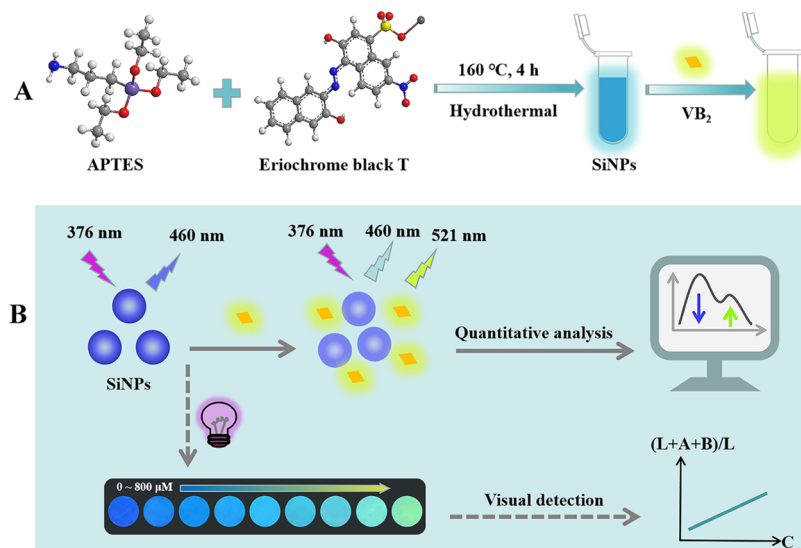 A
APTES
Eriochrome black T
160 ℃, 4 h
Hydrothermal
SiNPs
VB₂
B
376 nm
460 nm
SiNPs
376 nm
460 nm
521 nm
Quantitative analysis
0 ~ 800 μM
Visual detection
(L+A+B)/L
C